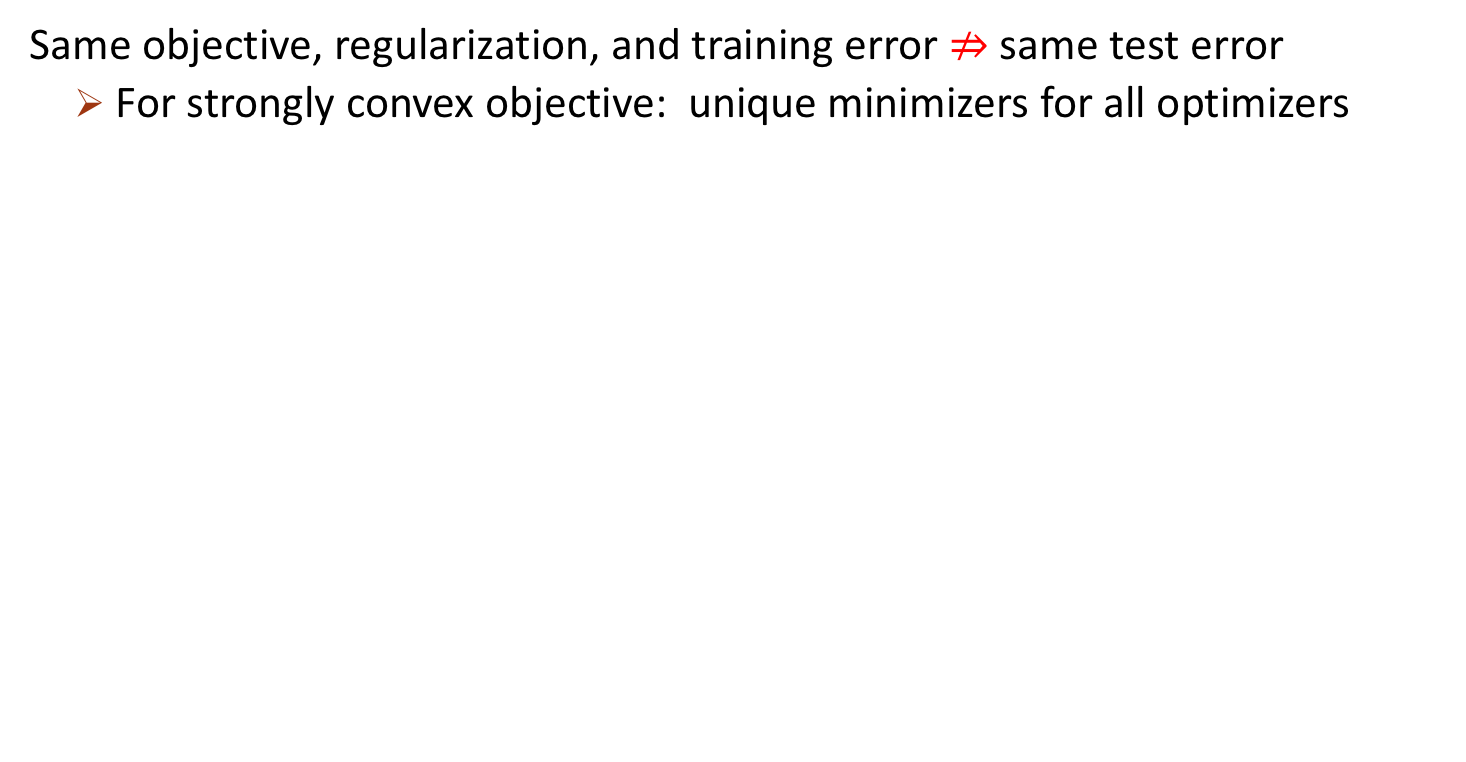 Same objective, regularization, and training error ⇏ same test error
➢ For strongly convex objective: unique minimizers for all optimizers